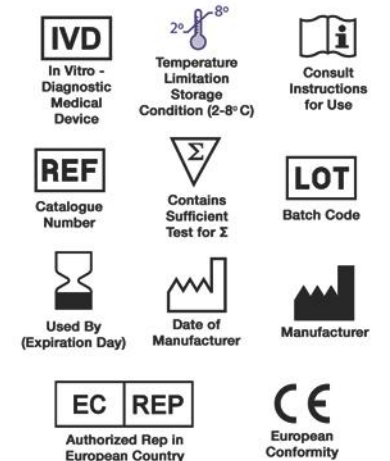 IVD
In Vitro -
Diagnostic
Medical
Device
2° 8°
Temperature
Limitation
Storage
Condition (2-8°C)
i
Consult
Instructions
for Use
REF
Catalogue
Number
Σ
Contains
Sufficient
Test for Σ
LOT
Batch Code
Used By
(Expiration Day)
Date of
Manufacturer
Manufacturer
EC REP
Authorized Rep in
European Country
CE
European
Conformity